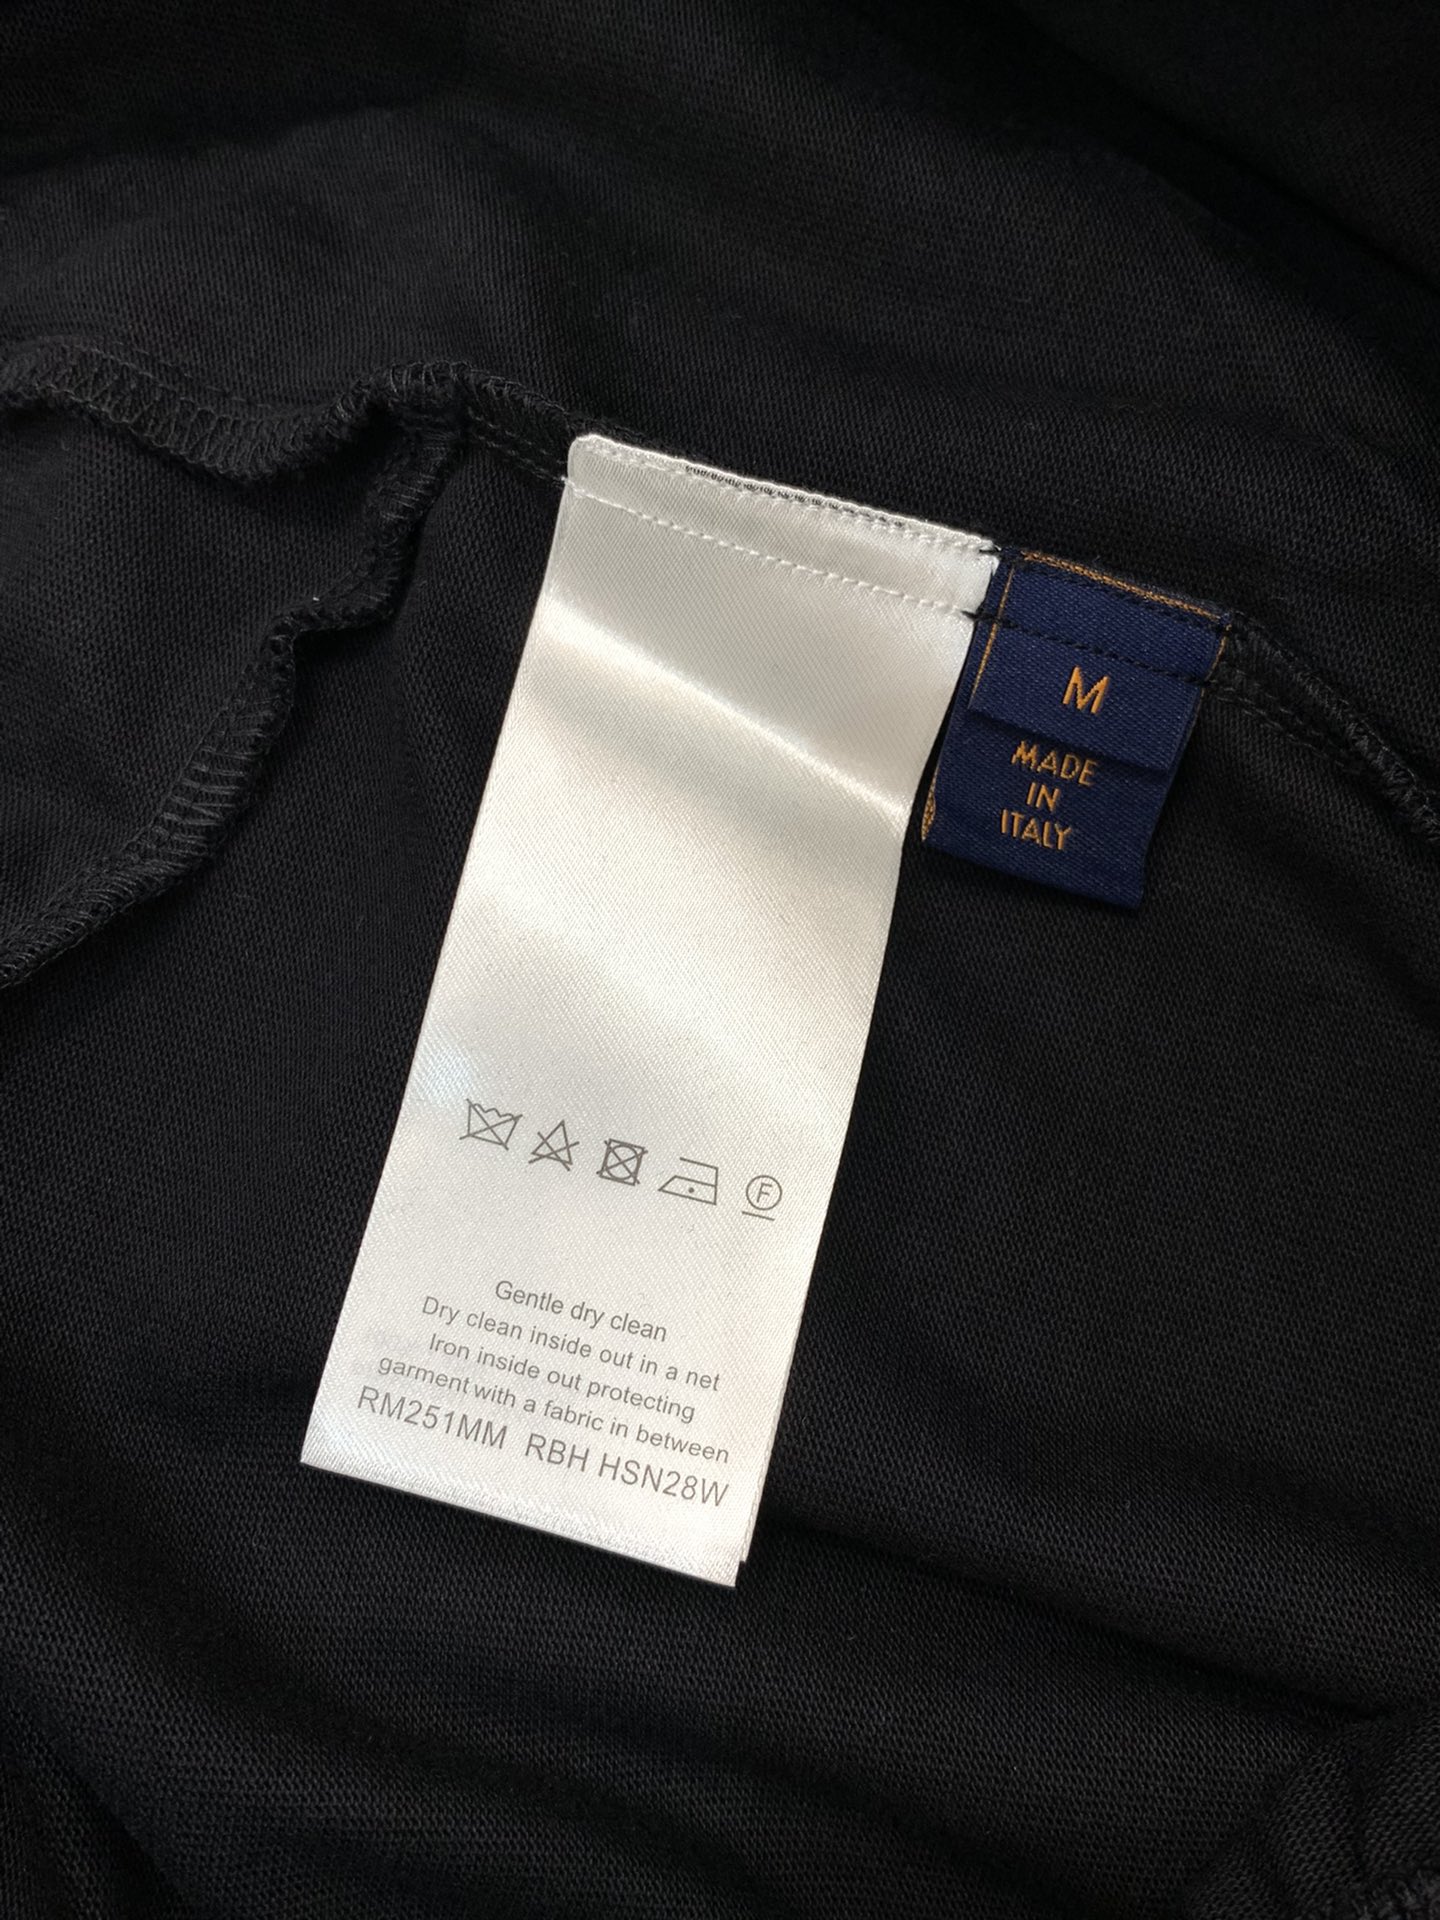 M
MADE
IN
ITALY
F
Gentle dry clean
Dry clean inside out in a net
Iron inside out protecting
garment with a fabric in between
RM251MM RBH HSN28W